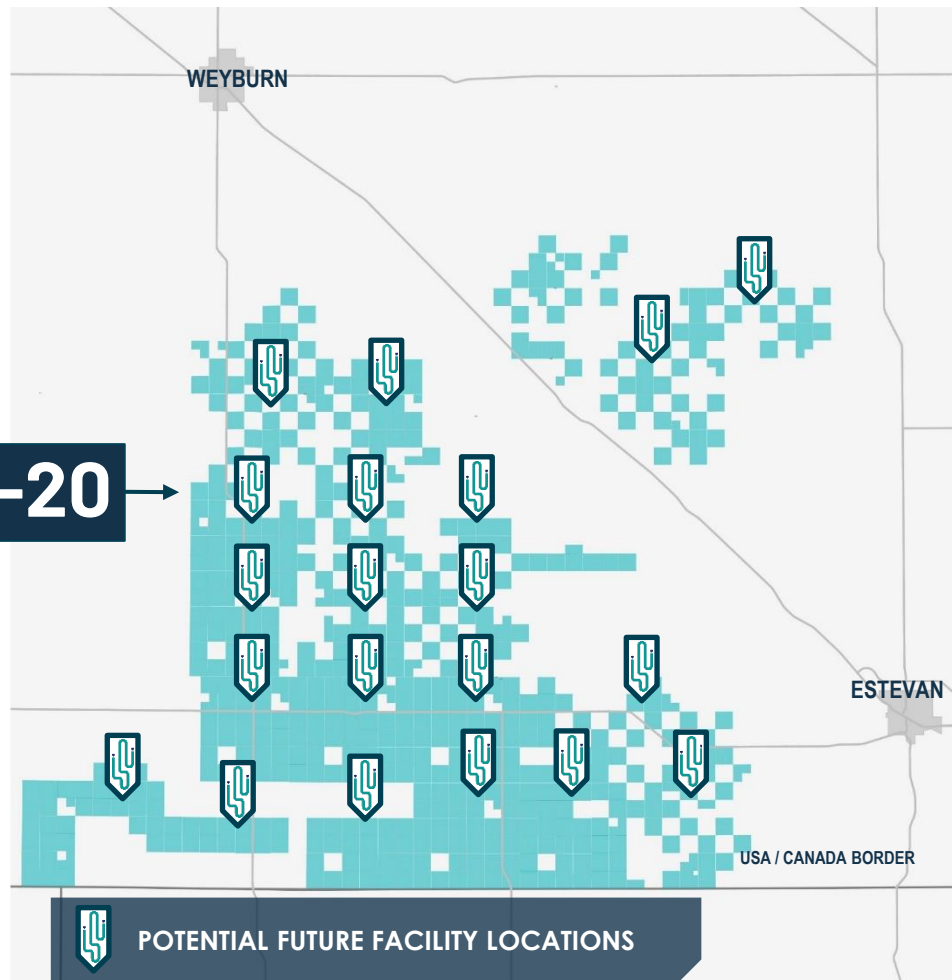 WEYBURN
-20
ESTEVAN
USA / CANADA BORDER
POTENTIAL FUTURE FACILITY LOCATIONS